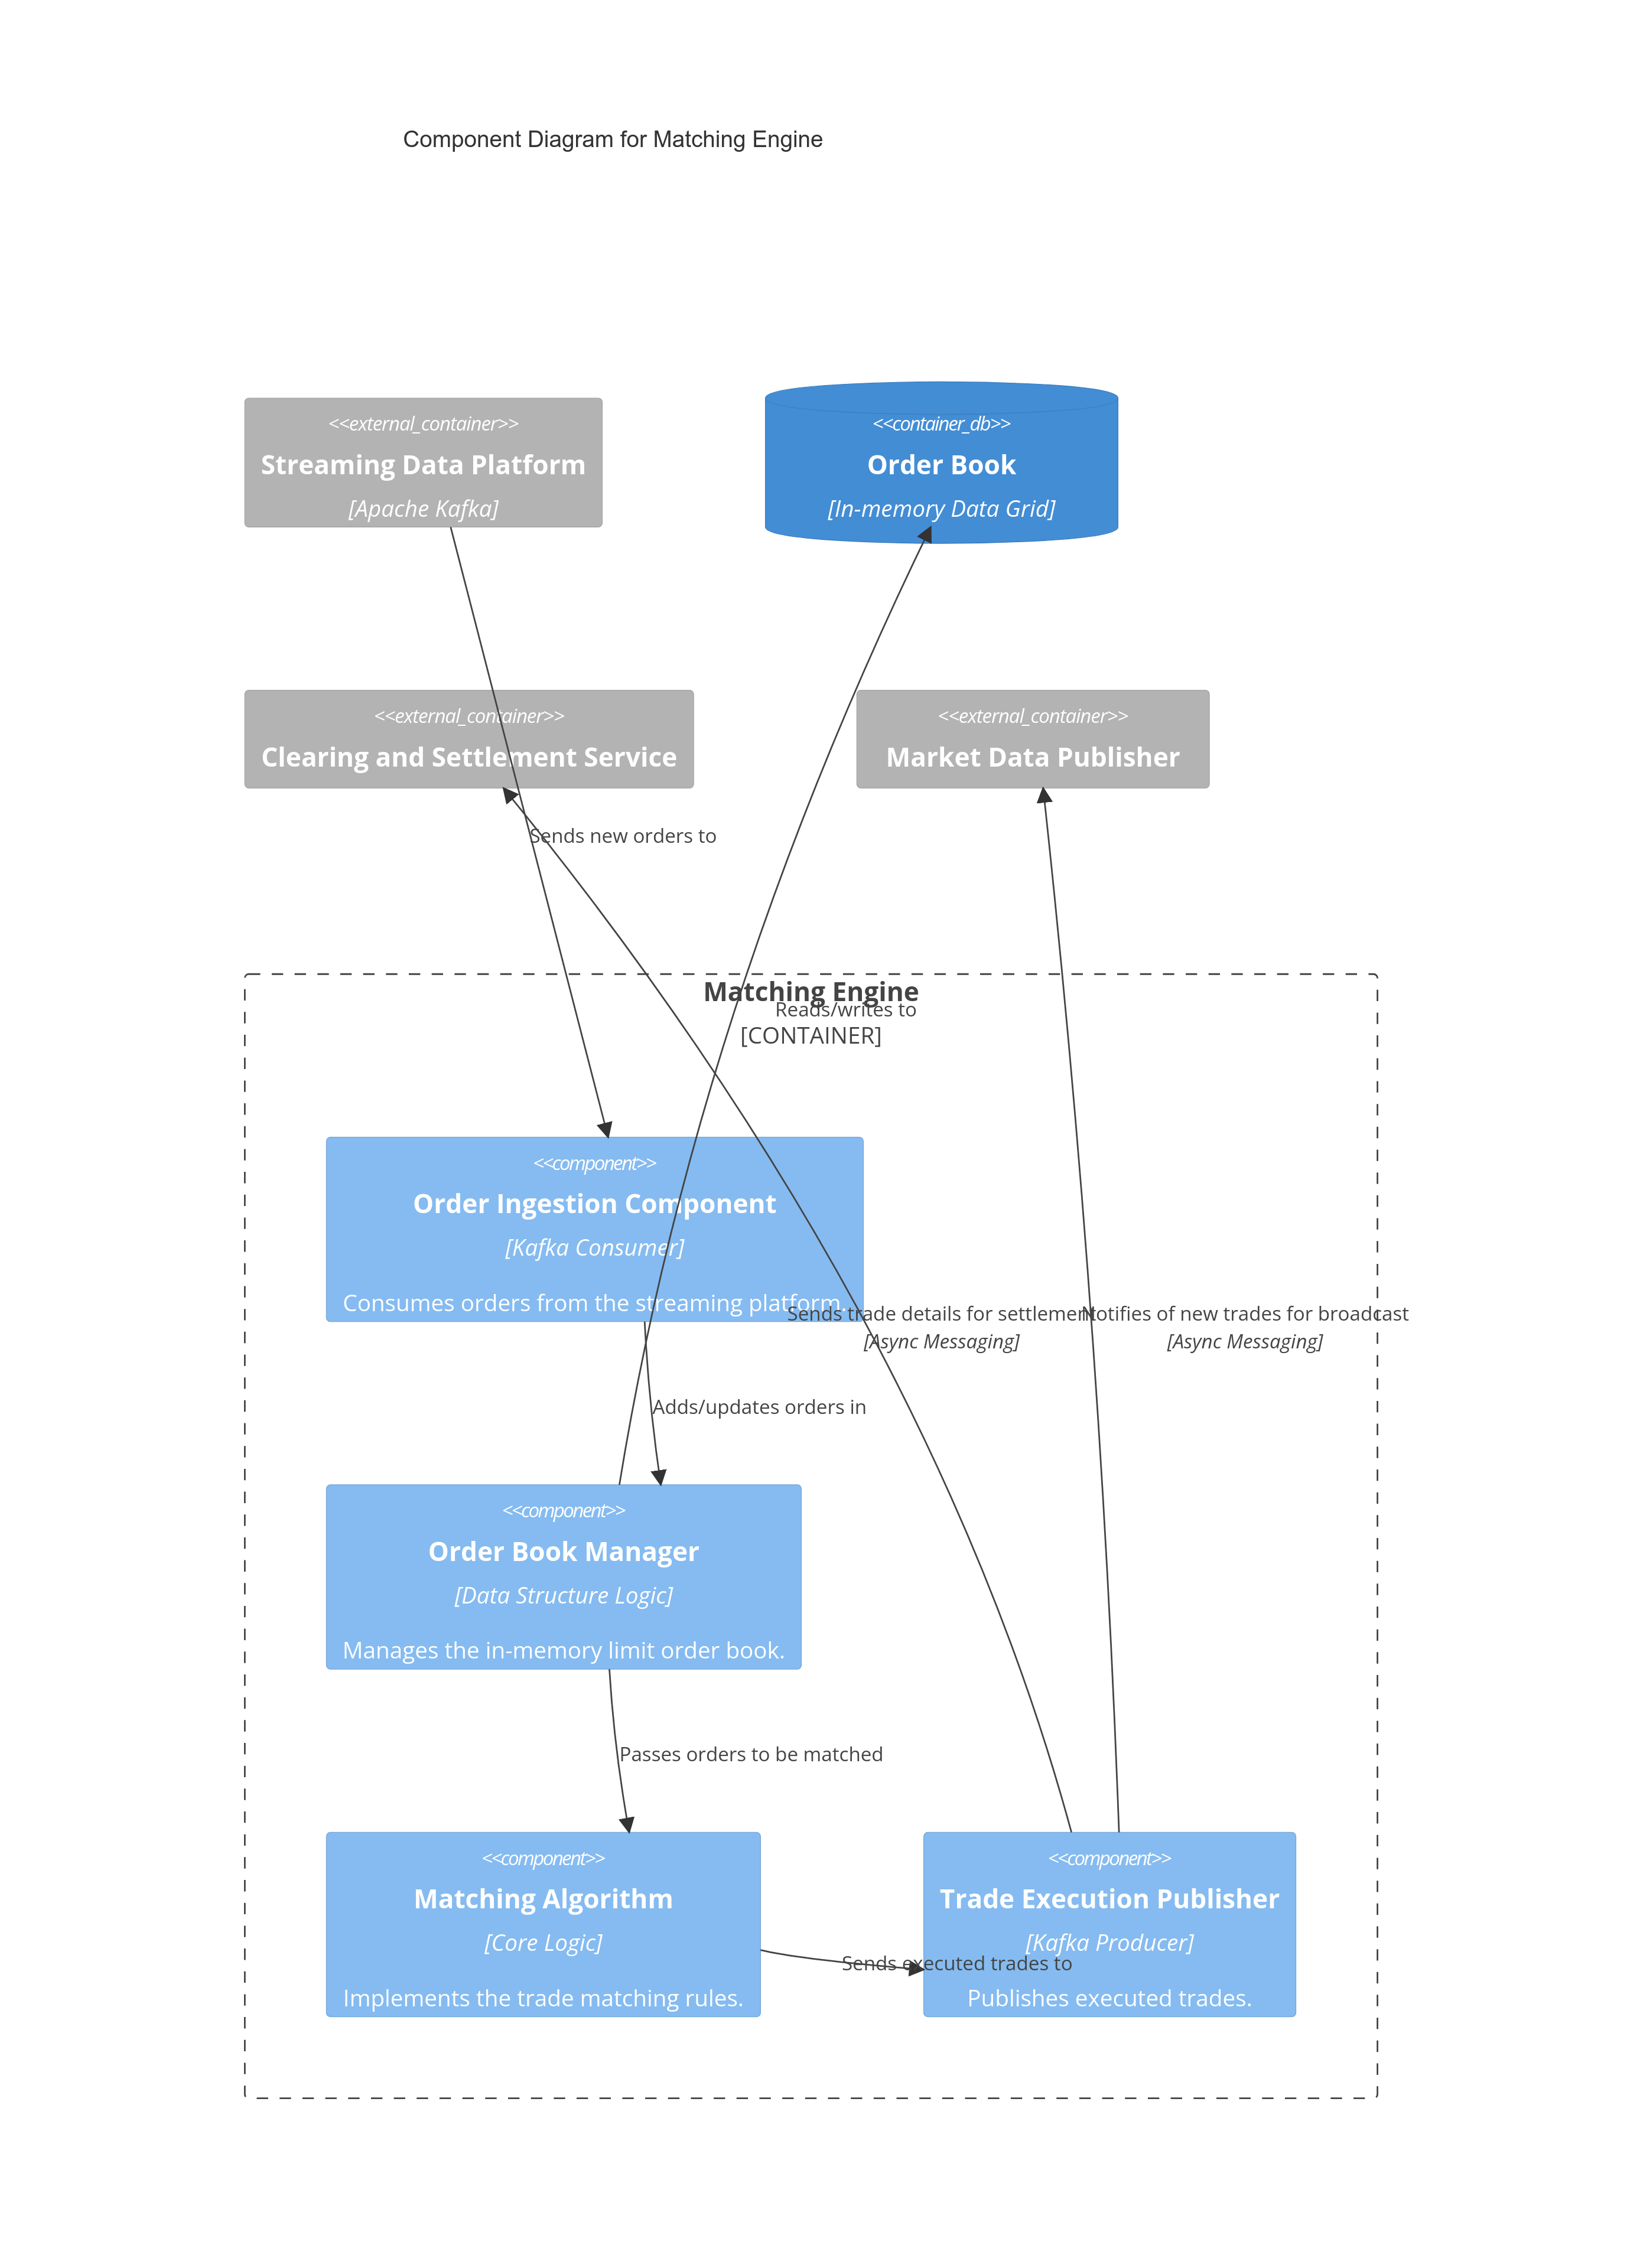 Component Diagram for Matching Engine
<<external_container>>
Streaming Data Platform
[Apache Kafka]
<<container_db>>
Order Book
[In-memory Data Grid]
<<external_container>>
Clearing and Settlement Service
<<external_container>>
Market Data Publisher
Sends new orders to
Matching Engine
Reads/writes to
[CONTAINER]
<<component>>
Order Ingestion Component
[Kafka Consumer]
Consumes orders from the streaming platform.
Sends trade details for settlement
[Async Messaging]
Notifies of new trades for broadcast
[Async Messaging]
Adds/updates orders in
<<component>>
Order Book Manager
[Data Structure Logic]
Manages the in-memory limit order book.
Passes orders to be matched
<<component>>
Matching Algorithm
[Core Logic]
Implements the trade matching rules.
Sends executed trades to
<<component>>
Trade Execution Publisher
[Kafka Producer]
Publishes executed trades.